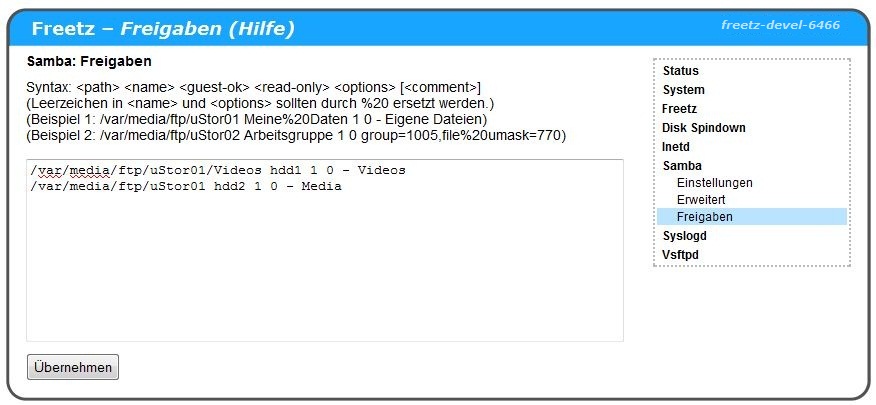 Freetz – Freigaben (Hilfe)
freetz-devel-6466
Samba: Freigaben
Syntax: <path> <name> <guest-ok> <read-only> <options> [<comment>]
(Leerzeichen in <name> und <options> sollten durch %20 ersetzt werden.)
(Beispiel 1: /var/media/ftp/uStor01 Meine%20Daten 1 0 - Eigene Dateien)
(Beispiel 2: /var/media/ftp/uStor02 Arbeitsgruppe 1 0 group=1005,file%20umask=770)
/var/media/ftp/uStor01/Videos hdd1 1 0 - Videos
/var/media/ftp/uStor01 hdd2 1 0 - Media
Übernehmen
Status
System
Freetz
Disk Spindown
Inetd
Samba
Einstellungen
Erweitert
Freigaben
Syslogd
Vsftpd